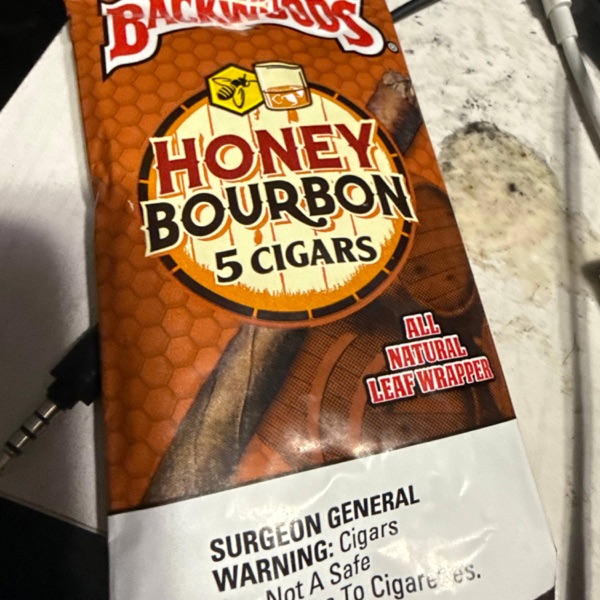 BACKWOODS
®
HONEY
BOURBON
5 CIGARS
ALL
NATURAL
LEAF WRAPPER
SURGEON GENERAL
WARNING: Cigars
Not A Safe
To Cigarettes.